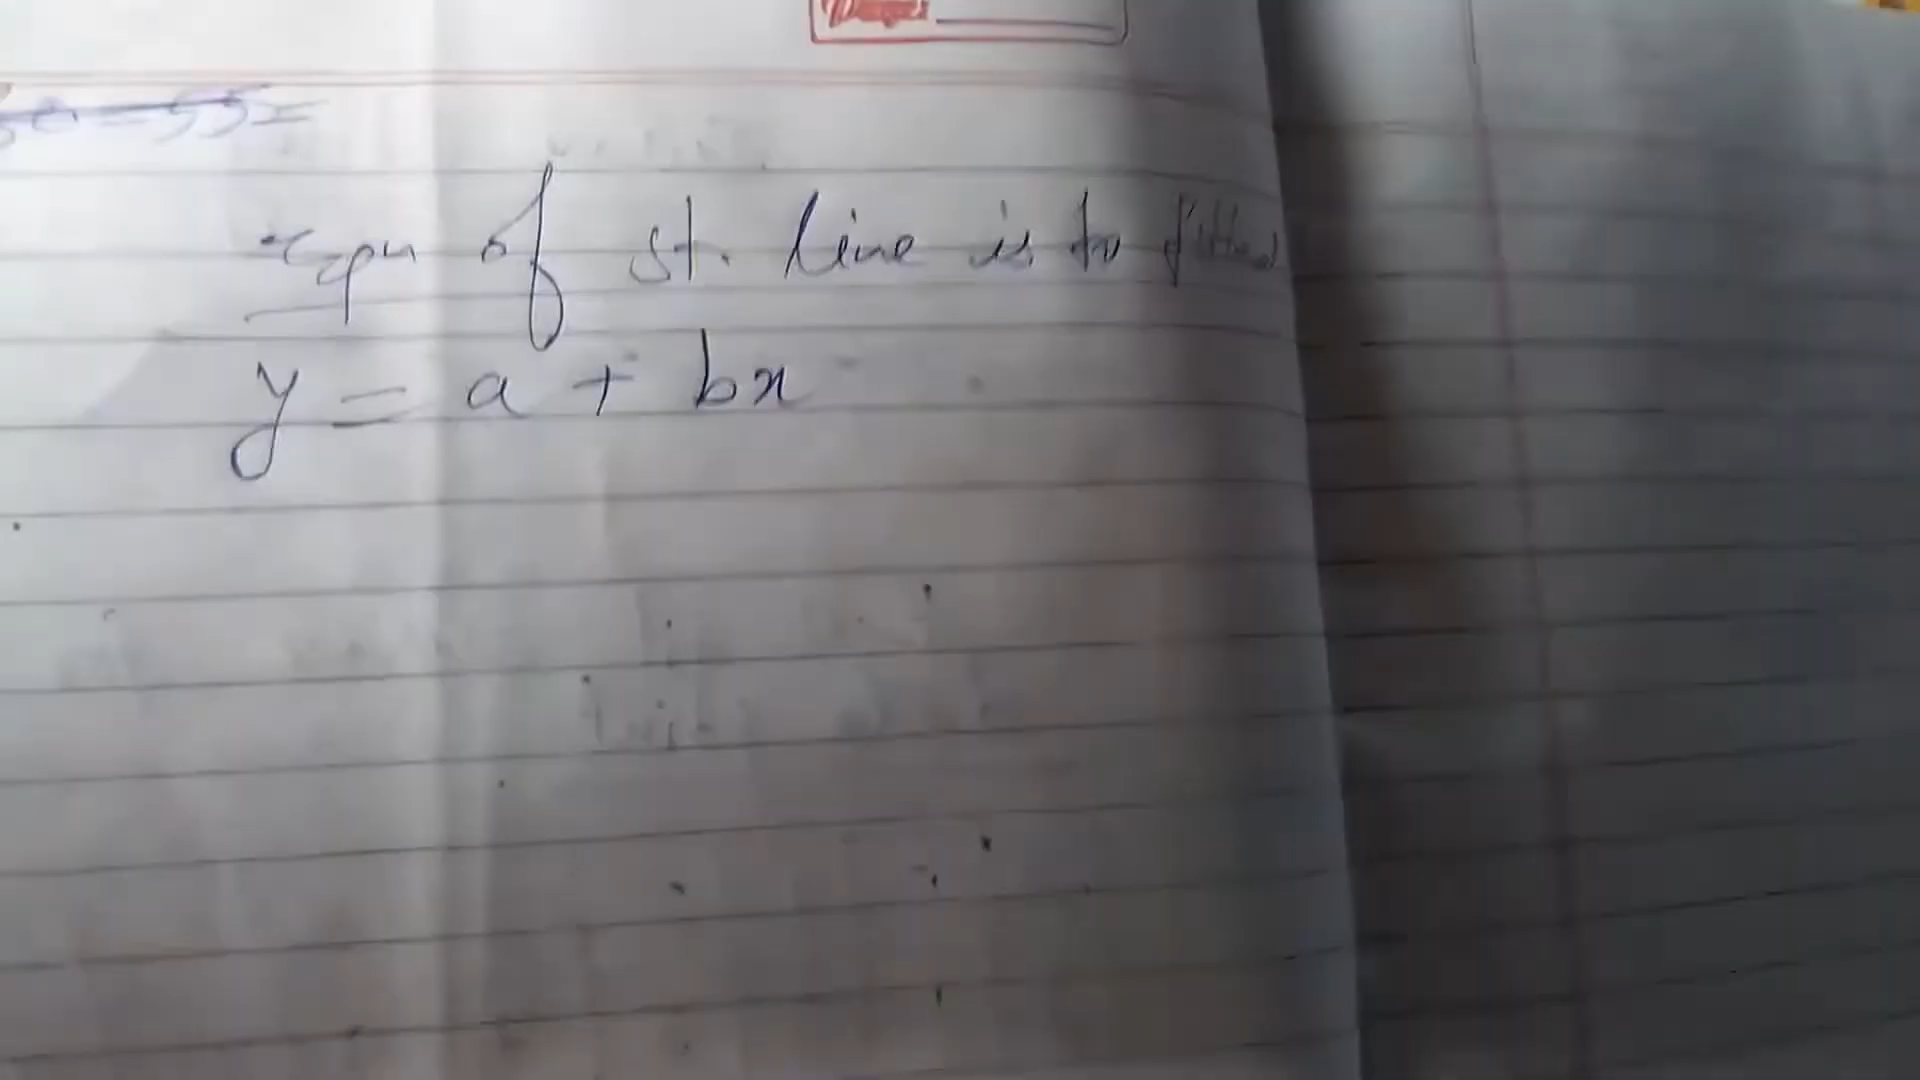 eqn of st. line is to fitted
y = a + bx